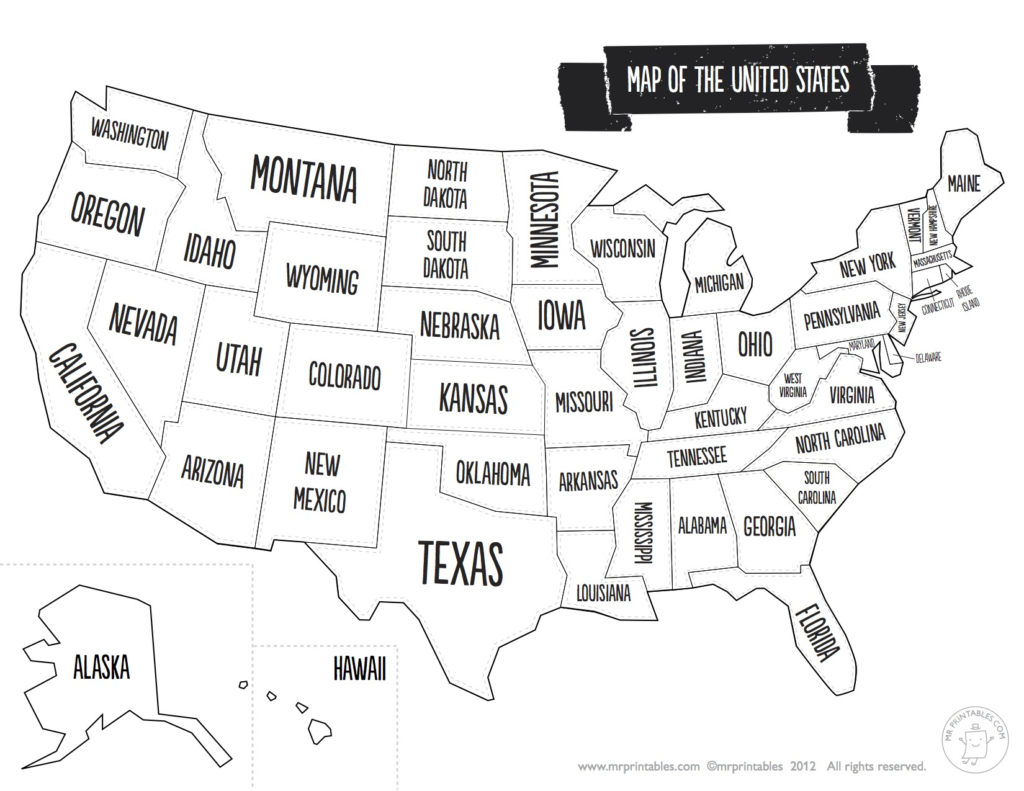 MAP OF THE UNITED STATES
WASHINGTON
MONTANA
NORTH
DAKOTA
MINNESOTA
MAINE
OREGON
IDAHO
WYOMING
SOUTH
DAKOTA
WISCONSIN
MICHIGAN
NEW YORK
VERMONT
NEW HAMPSHIRE
MASSACHUSETTS
CONNECTICUT
RHODE
ISLAND
NEVADA
UTAH
COLORADO
NEBRASKA
IOWA
ILLINOIS
INDIANA
OHIO
PENNSYLVANIA
NEW JERSEY
MARYLAND
DELAWARE
CALIFORNIA
KANSAS
MISSOURI
KENTUCKY
WEST
VIRGINIA
VIRGINIA
ARIZONA
NEW
MEXICO
OKLAHOMA
ARKANSAS
TENNESSEE
NORTH CAROLINA
SOUTH
CAROLINA
TEXAS
LOUISIANA
MISSISSIPPI
ALABAMA
GEORGIA
FLORIDA
ALASKA
HAWAII
MR PRINTABLES.COM
www.mrprintables.com ©mrprintables 2012 All rights reserved.